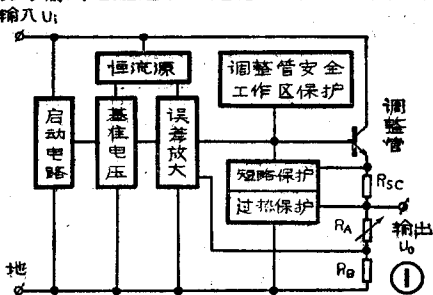 输入 Ui
恒流源
调整管安全
工作区保护
启动电路
基准电压
误差放大
调整管
短路保护
过热保护
RSC
RA
输出
U0
地
RB
1